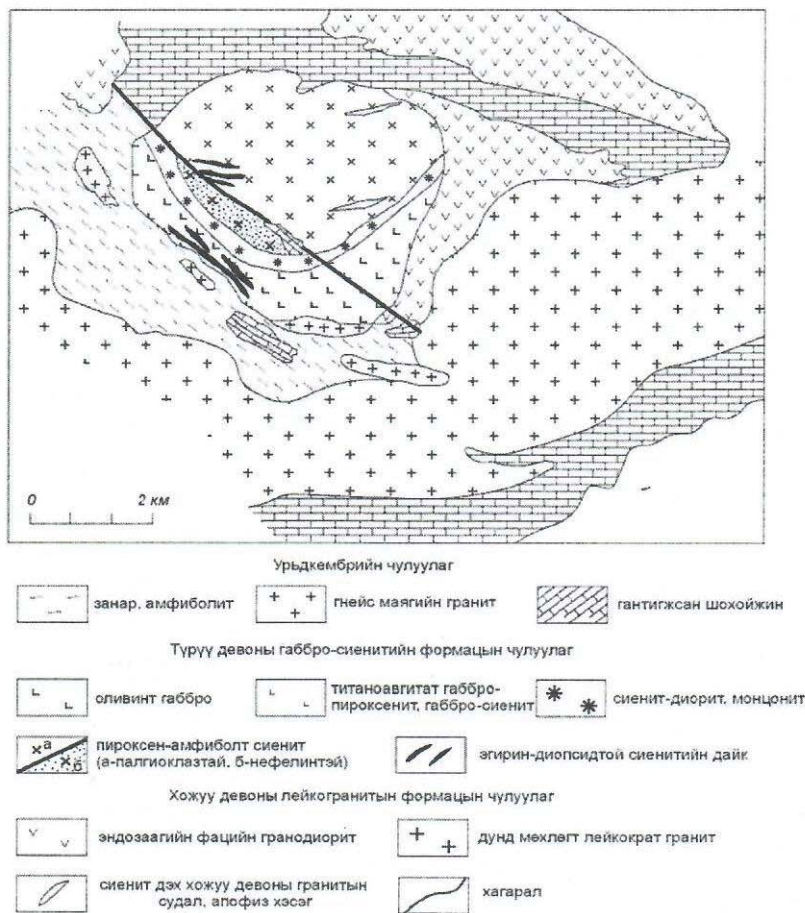 0 2 км
Урьдкембрийн чулуулаг
занар, амфиболит
гнейс маягийн гранит
гантигжсан шохойжин
Түрүү девоны габбро-сиенитийн формацын чулуулаг
оливинт габбро
титаноавгитат габбро-
пироксенит, габбро-сиенит
сиенит-диорит, монцонит
а
б
пироксен-амфиболт сиенит
(а-палгиоклазтай, б-нефелинтэй)
эгирин-диопсидтой сиенитийн дайк
Хожуу девоны лейкогранитын формацын чулуулаг
эндозаагийн фацийн гранодиорит
дунд мөхлөгт лейкократ гранит
сиенит дэх хожуу девоны гранитын
судал, апофиз хэсэг
хагарал